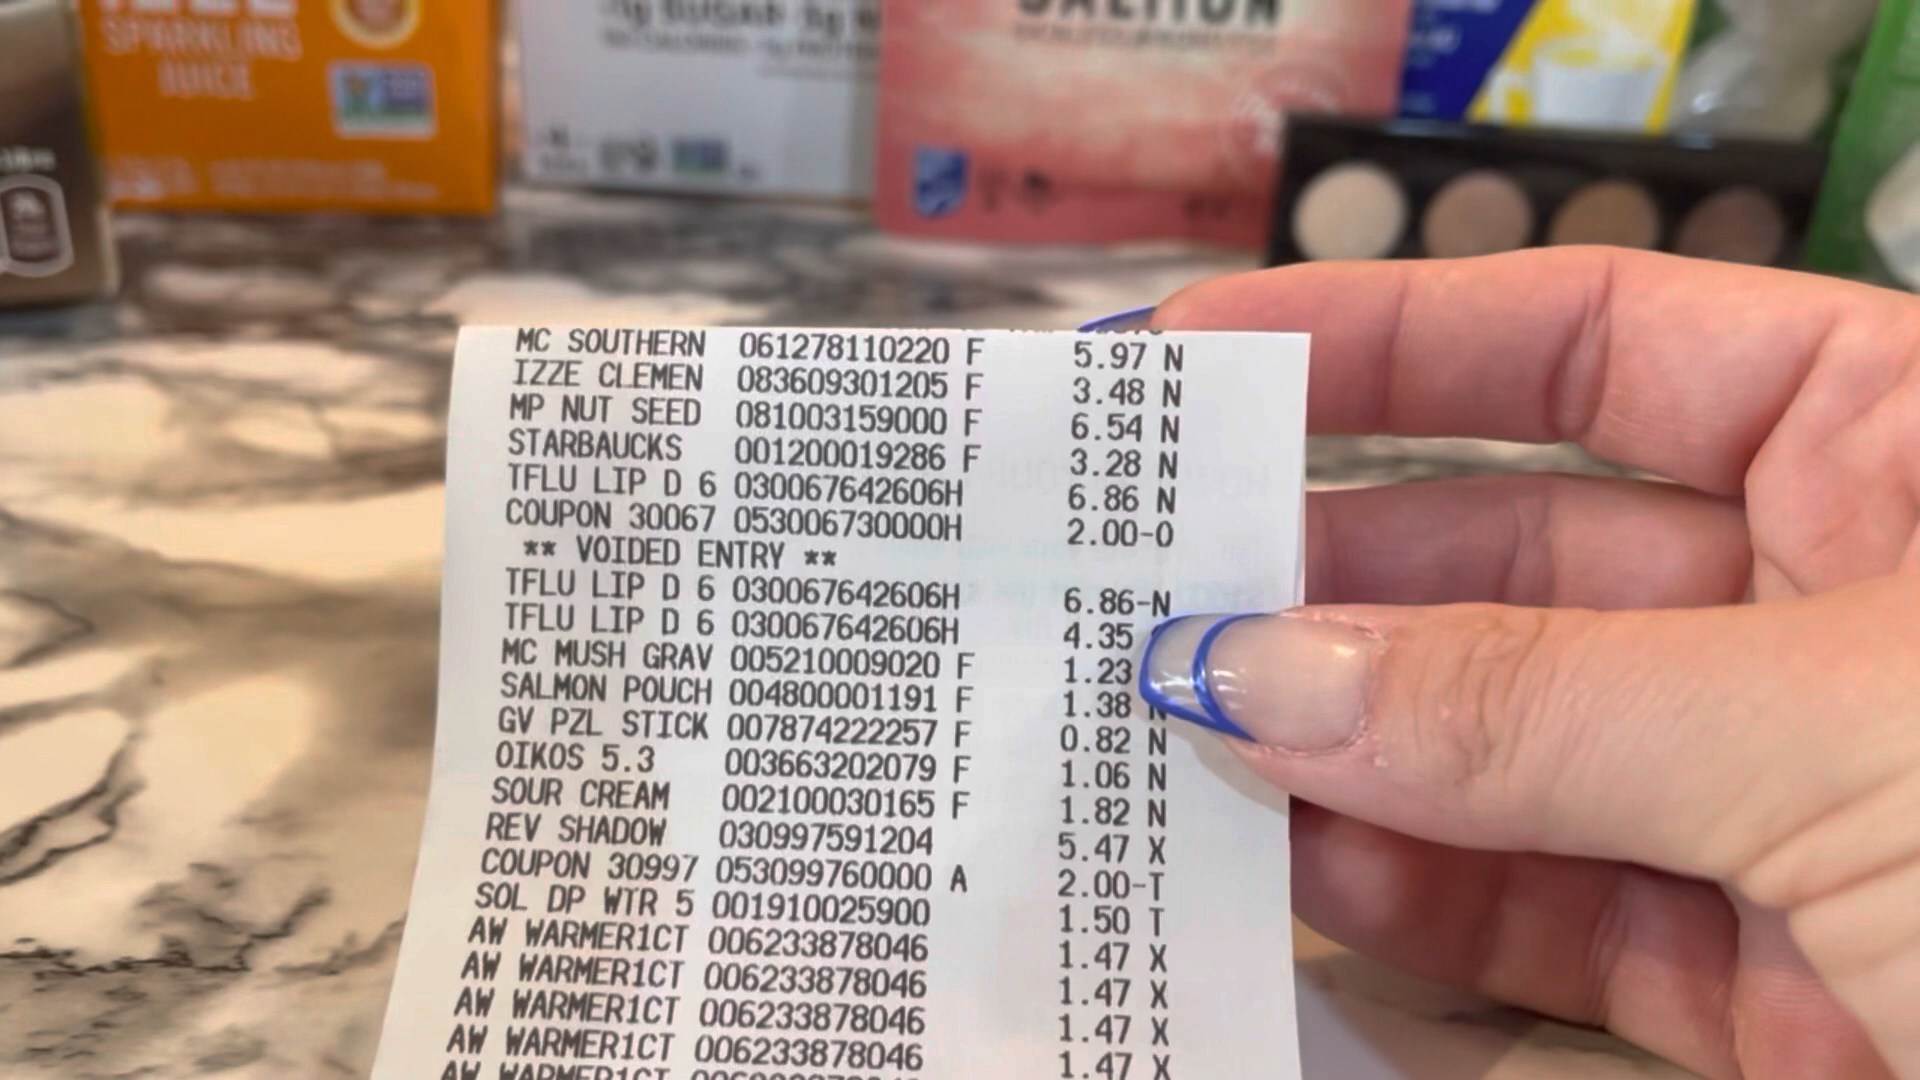 SPARKLING
JUICE
SALMON
MC SOUTHERN 061278110220 F 5.97 N
IZZE CLEMEN 083609301205 F 3.48 N
MP NUT SEED 081003159000 F 6.54 N
STARBAUCKS 001200019286 F 3.28 N
TFLU LIP D 6 030067642606H 6.86 N
COUPON 30067 053006730000H 2.00-O
** VOIDED ENTRY **
TFLU LIP D 6 030067642606H 6.86-N
TFLU LIP D 6 030067642606H 4.35
MC MUSH GRAV 005210009020 F 1.23
SALMON POUCH 004800001191 F 1.38 N
GV PZL STICK 007874222257 F 0.82 N
OIKOS 5.3 003663202079 F 1.06 N
SOUR CREAM 002100030165 F 1.82 N
REV SHADOW 030997591204 5.47 X
COUPON 30997 053099760000 A 2.00-T
SOL DP WTR 5 001910025900 1.50 T
AW WARMER1CT 006233878046 1.47 X
AW WARMER1CT 006233878046 1.47 X
AW WARMER1CT 006233878046 1.47 X
AW WARMER1CT 006233878046 1.47 X
AW WARMER1CT